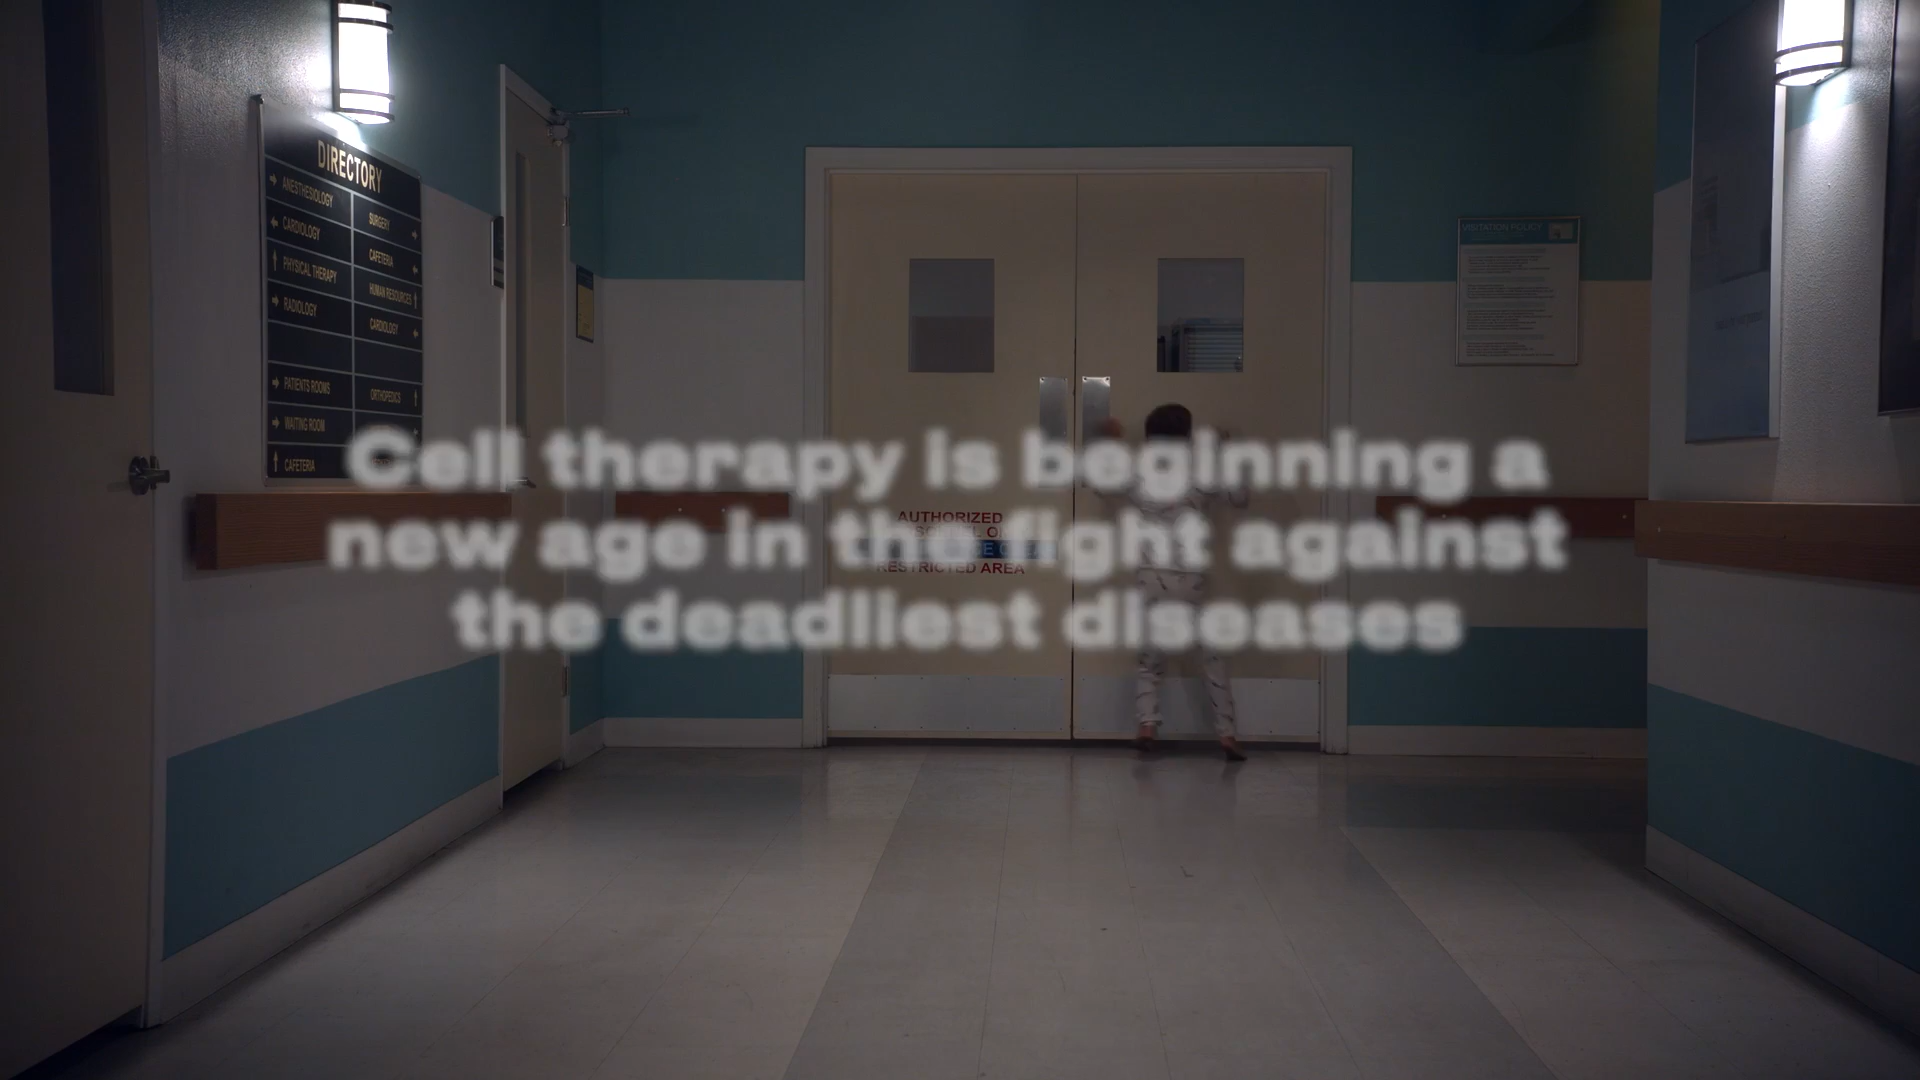 DIRECTORY
ANESTHESIOLOGY
CARDIOLOGY
PHYSICAL THERAPY
RADIOLOGY
PATIENTS ROOMS
WAITING ROOM
CAFETERIA
SURGERY
CAFETERIA
HUMAN RESOURCES
CARDIOLOGY
ORTHOPEDICS
VISITATION POLICY
Cell therapy is beginning a
new age in the fight against
the deadliest diseases
AUTHORIZED
RESTRICTED AREA